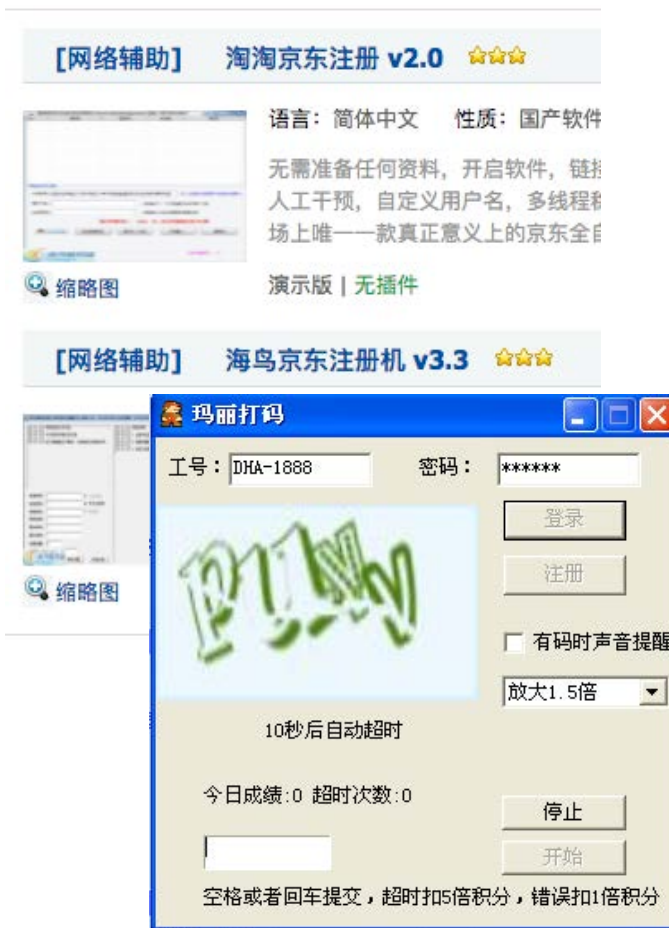 [网络辅助] 淘淘京东注册 v2.0
语言：简体中文 性质：国产软件
无需准备任何资料，开启软件，链接
人工干预，自定义用户名，多线程
场上唯一一款真正意义上的京东全自
缩略图
演示版 | 无插件
[网络辅助] 海鸟京东注册机 v3.3
缩略图
玛丽打码
工号：DHA-1888 密码：******
登录
注册
有码时声音提醒
放大1.5倍
10秒后自动超时
今日成绩:0 超时次数:0
停止
开始
空格或者回车提交，超时扣5倍积分，错误扣1倍积分